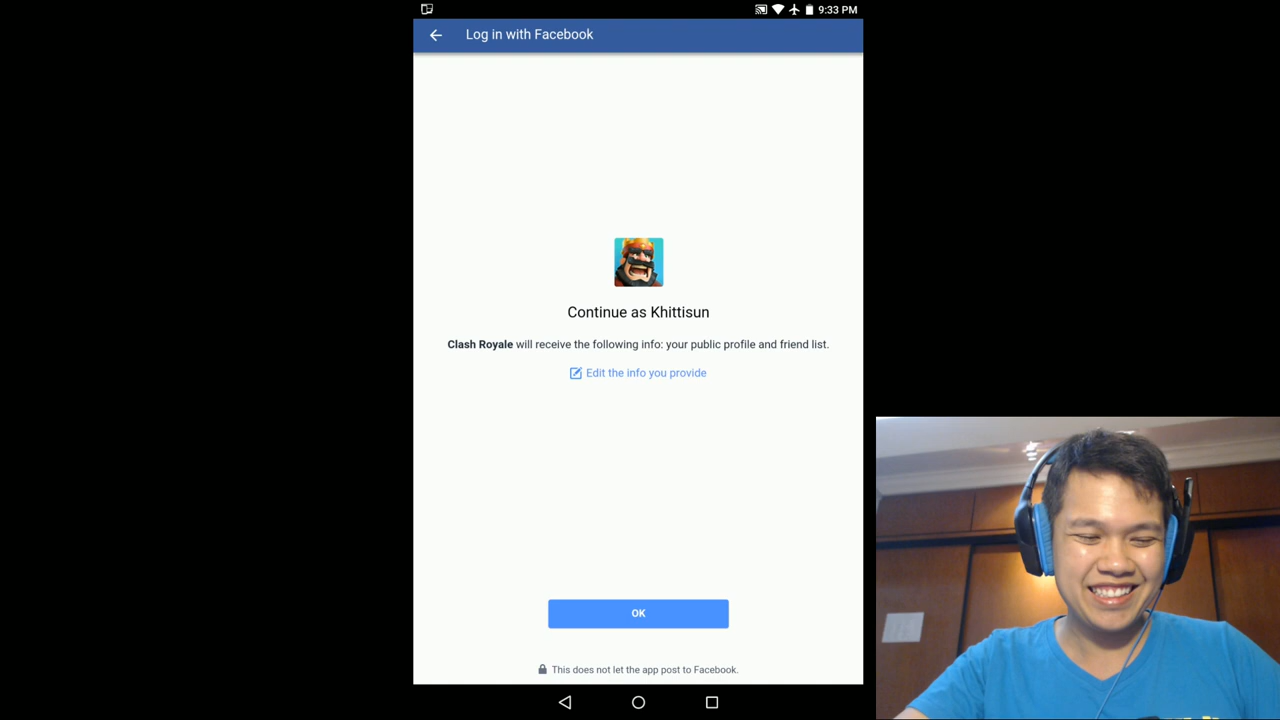 9:33 PM
Log in with Facebook
Continue as Khittisun
Clash Royale will receive the following info: your public profile and friend list.
Edit the info you provide
OK
This does not let the app post to Facebook.